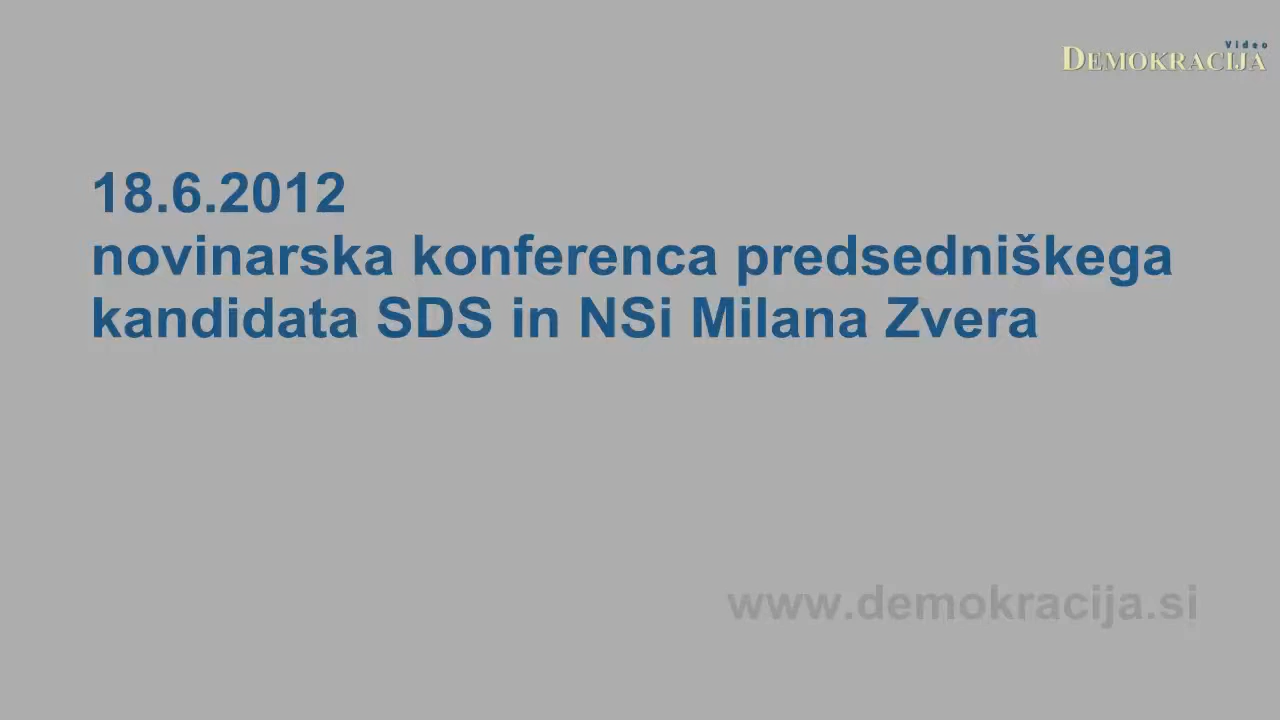 Video
DEMOKRACIJA
18.6.2012
novinarska konferenca predsedniškega
kandidata SDS in NSi Milana Zvera
www.demokracija.si